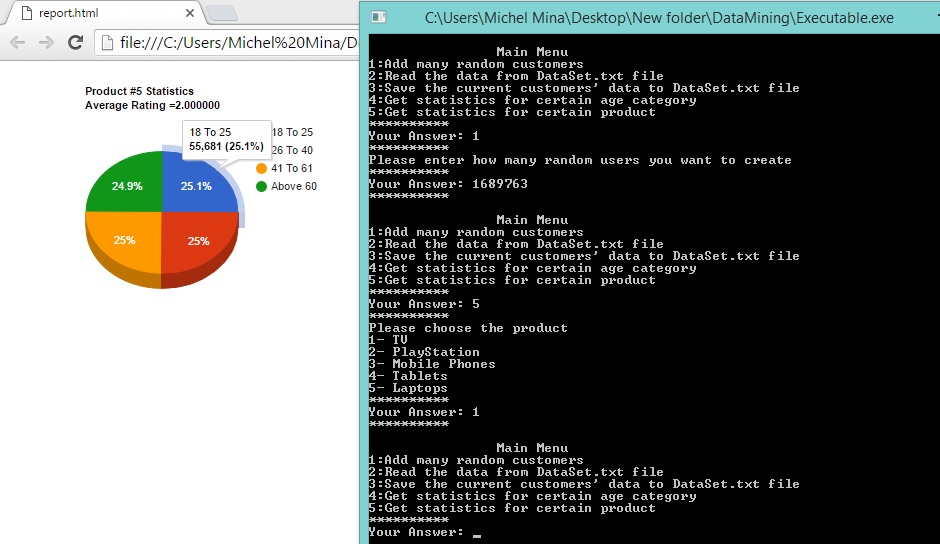 report.html
file:///C:/Users/Michel%20Mina/D
Product #5 Statistics
Average Rating =2.000000
18 To 25
55,681 (25.1%)
18 To 25
26 To 40
41 To 61
Above 60
24.9%
25.1%
25%
25%
C:\Users\Michel Mina\Desktop\New folder\DataMining\Executable.exe
Main Menu
1:Add many random customers
2:Read the data from DataSet.txt file
3:Save the current customers' data to DataSet.txt file
4:Get statistics for certain age category
5:Get statistics for certain product
**********
Your Answer: 1
**********
Please enter how many random users you want to create
**********
Your Answer: 1689763
**********
Main Menu
1:Add many random customers
2:Read the data from DataSet.txt file
3:Save the current customers' data to DataSet.txt file
4:Get statistics for certain age category
5:Get statistics for certain product
**********
Your Answer: 5
**********
Please choose the product
1- TV
2- PlayStation
3- Mobile Phones
4- Tablets
5- Laptops
**********
Your Answer: 1
**********
Main Menu
1:Add many random customers
2:Read the data from DataSet.txt file
3:Save the current customers' data to DataSet.txt file
4:Get statistics for certain age category
5:Get statistics for certain product
**********
Your Answer: _